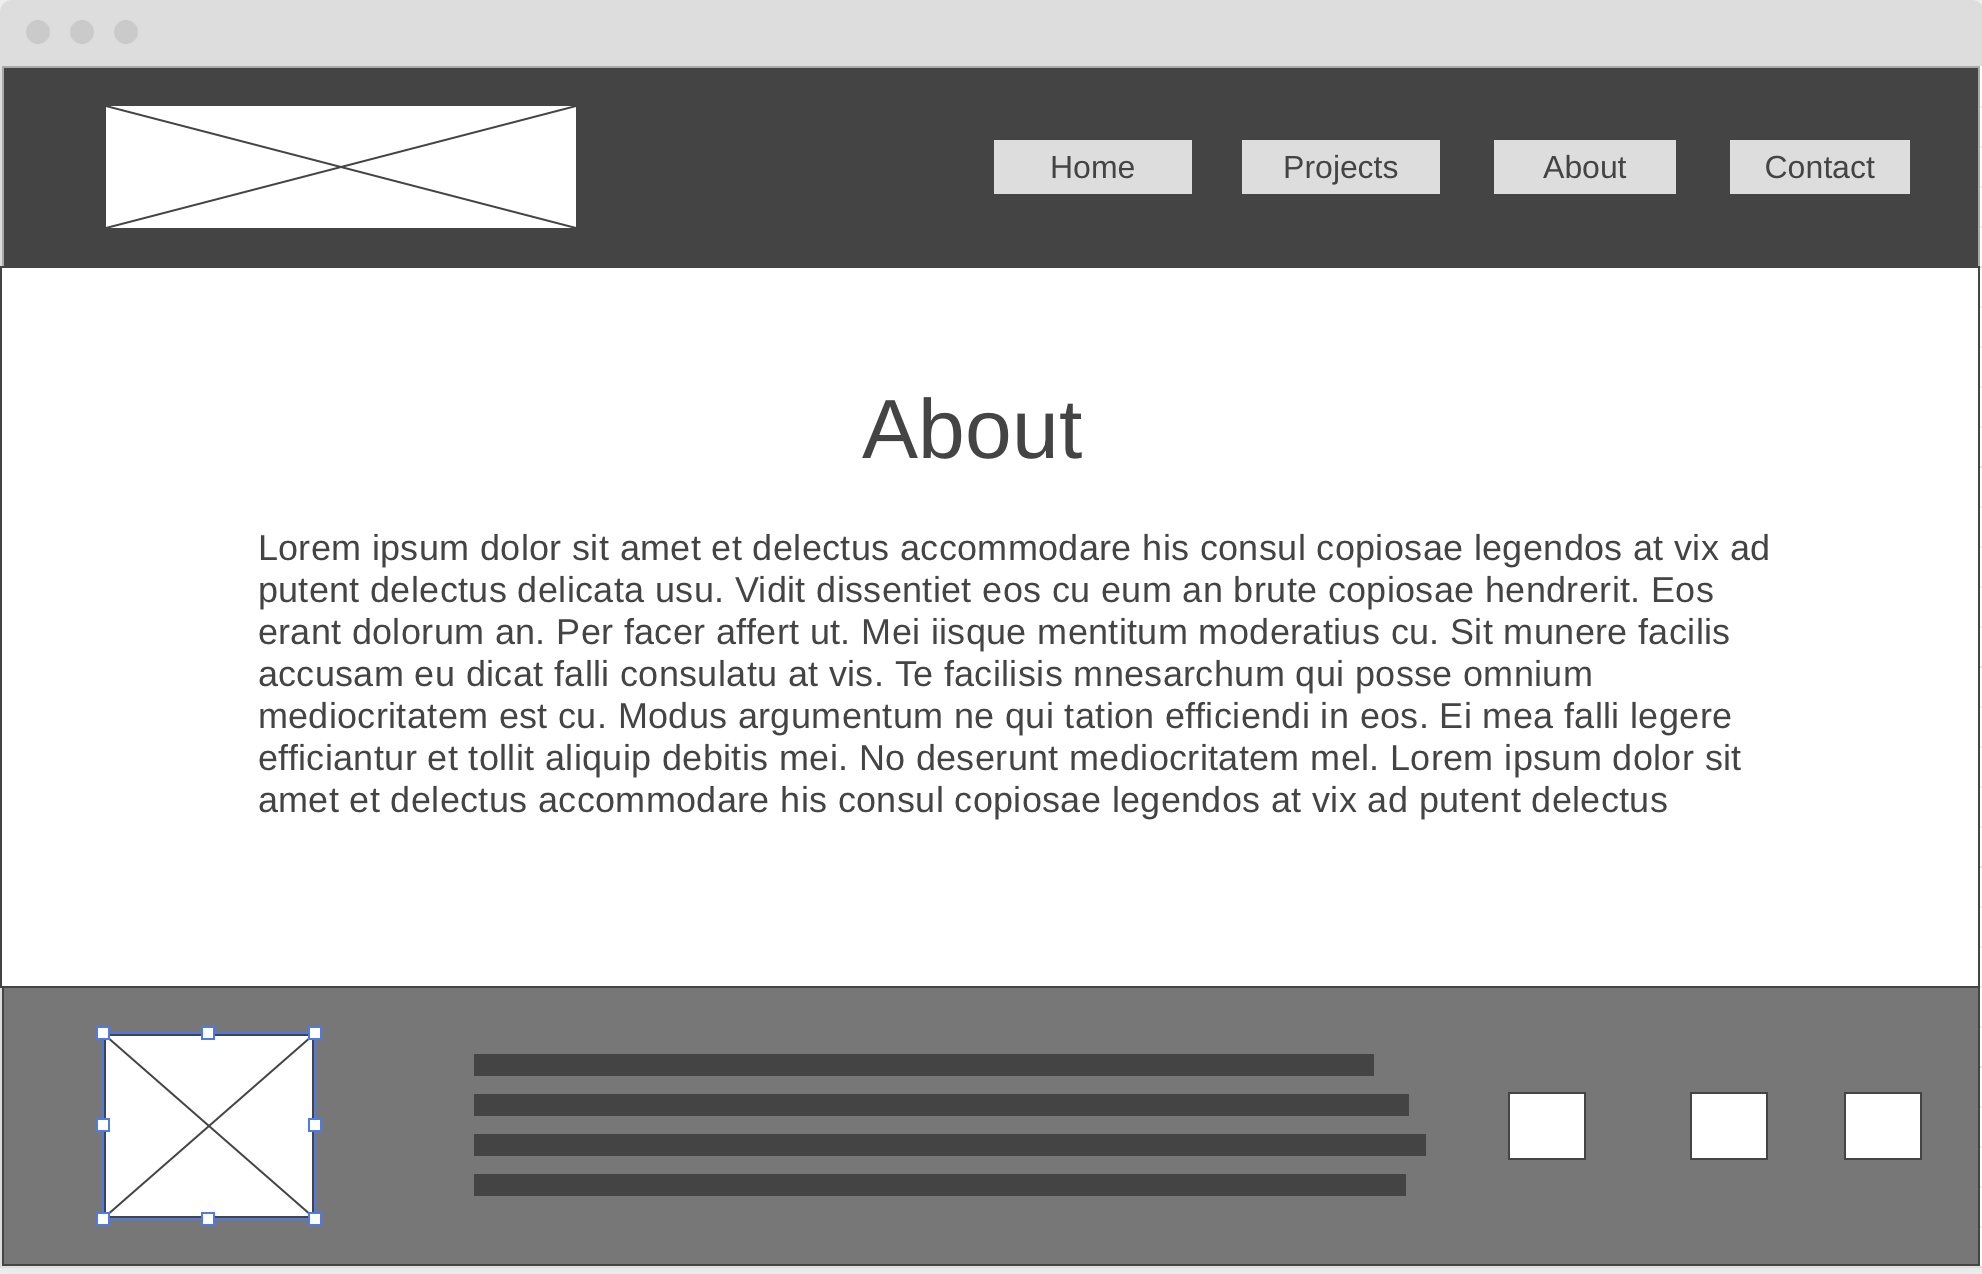 Home Projects About Contact
About
Lorem ipsum dolor sit amet et delectus accommodare his consul copiosae legendos at vix ad
putent delectus delicata usu. Vidit dissentiet eos cu eum an brute copiosae hendrerit. Eos
erant dolorum an. Per facer affert ut. Mei iisque mentitum moderatius cu. Sit munere facilis
accusam eu dicat falli consulatu at vis. Te facilisis mnesarchum qui posse omnium
mediocritatem est cu. Modus argumentum ne qui tation efficiendi in eos. Ei mea falli legere
efficiantur et tollit aliquip debitis mei. No deserunt mediocritatem mel. Lorem ipsum dolor sit
amet et delectus accommodare his consul copiosae legendos at vix ad putent delectus